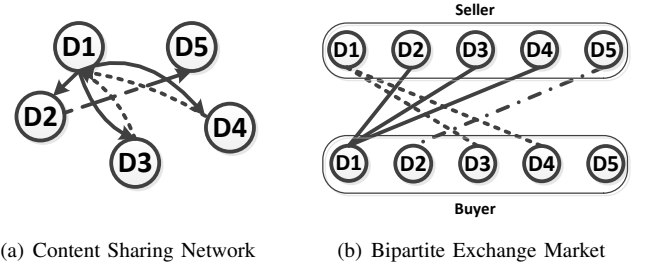 Seller
D1 D5
D1 D2 D3 D4 D5
D2
D4
D3
D1 D2 D3 D4 D5
Buyer
(a) Content Sharing Network (b) Bipartite Exchange Market